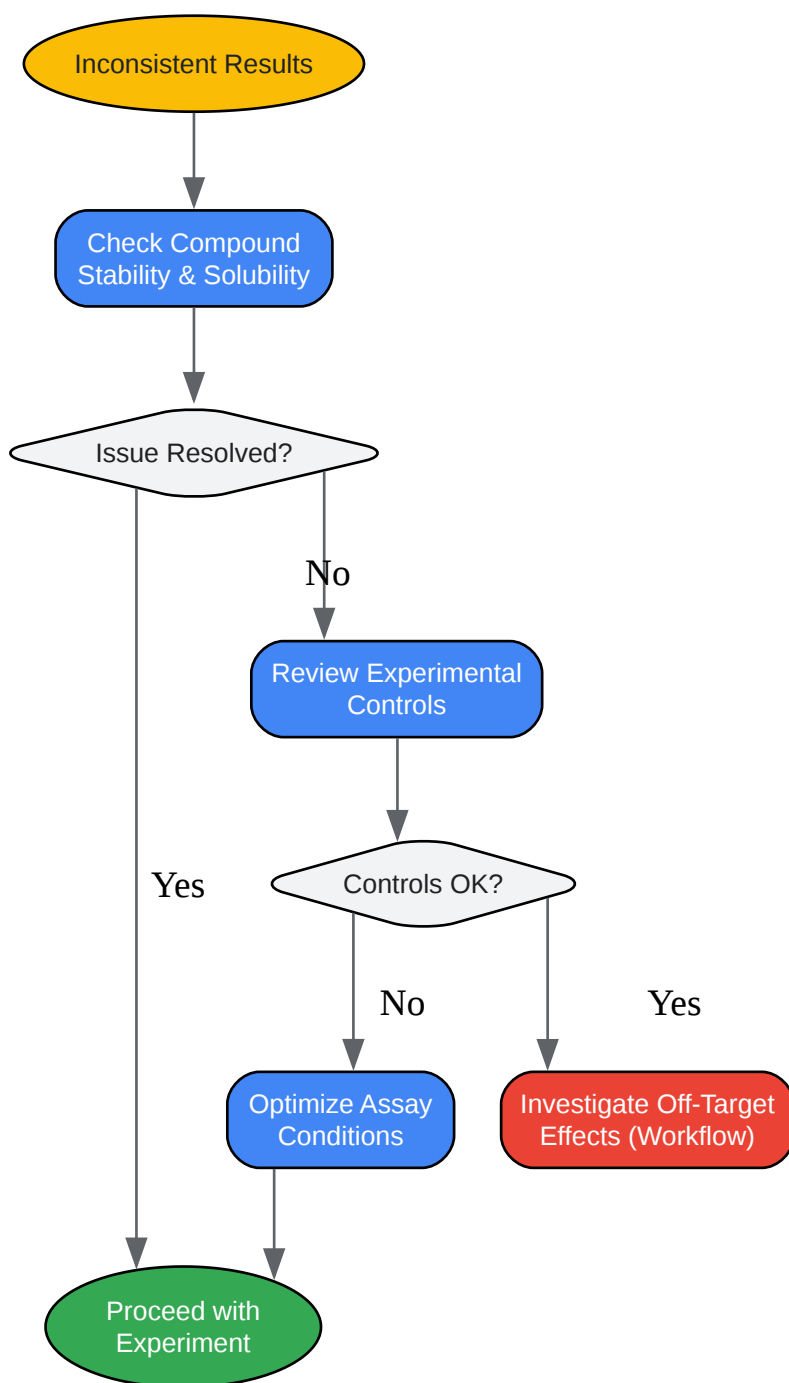 Inconsistent Results
Check Compound
Stability & Solubility
Issue Resolved?
No
Review Experimental
Controls
Yes
Controls OK?
No
Yes
Optimize Assay
Conditions
Investigate Off-Target
Effects (Workflow)
Proceed with
Experiment